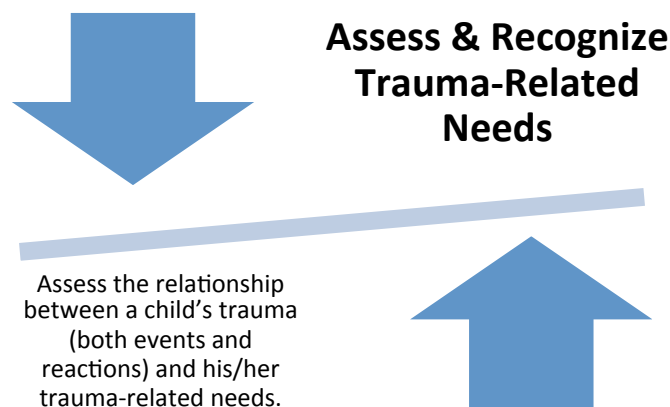 Assess & Recognize
Trauma-Related
Needs
Assess the relationship
between a child’s trauma
(both events and
reactions) and his/her
trauma-related needs.